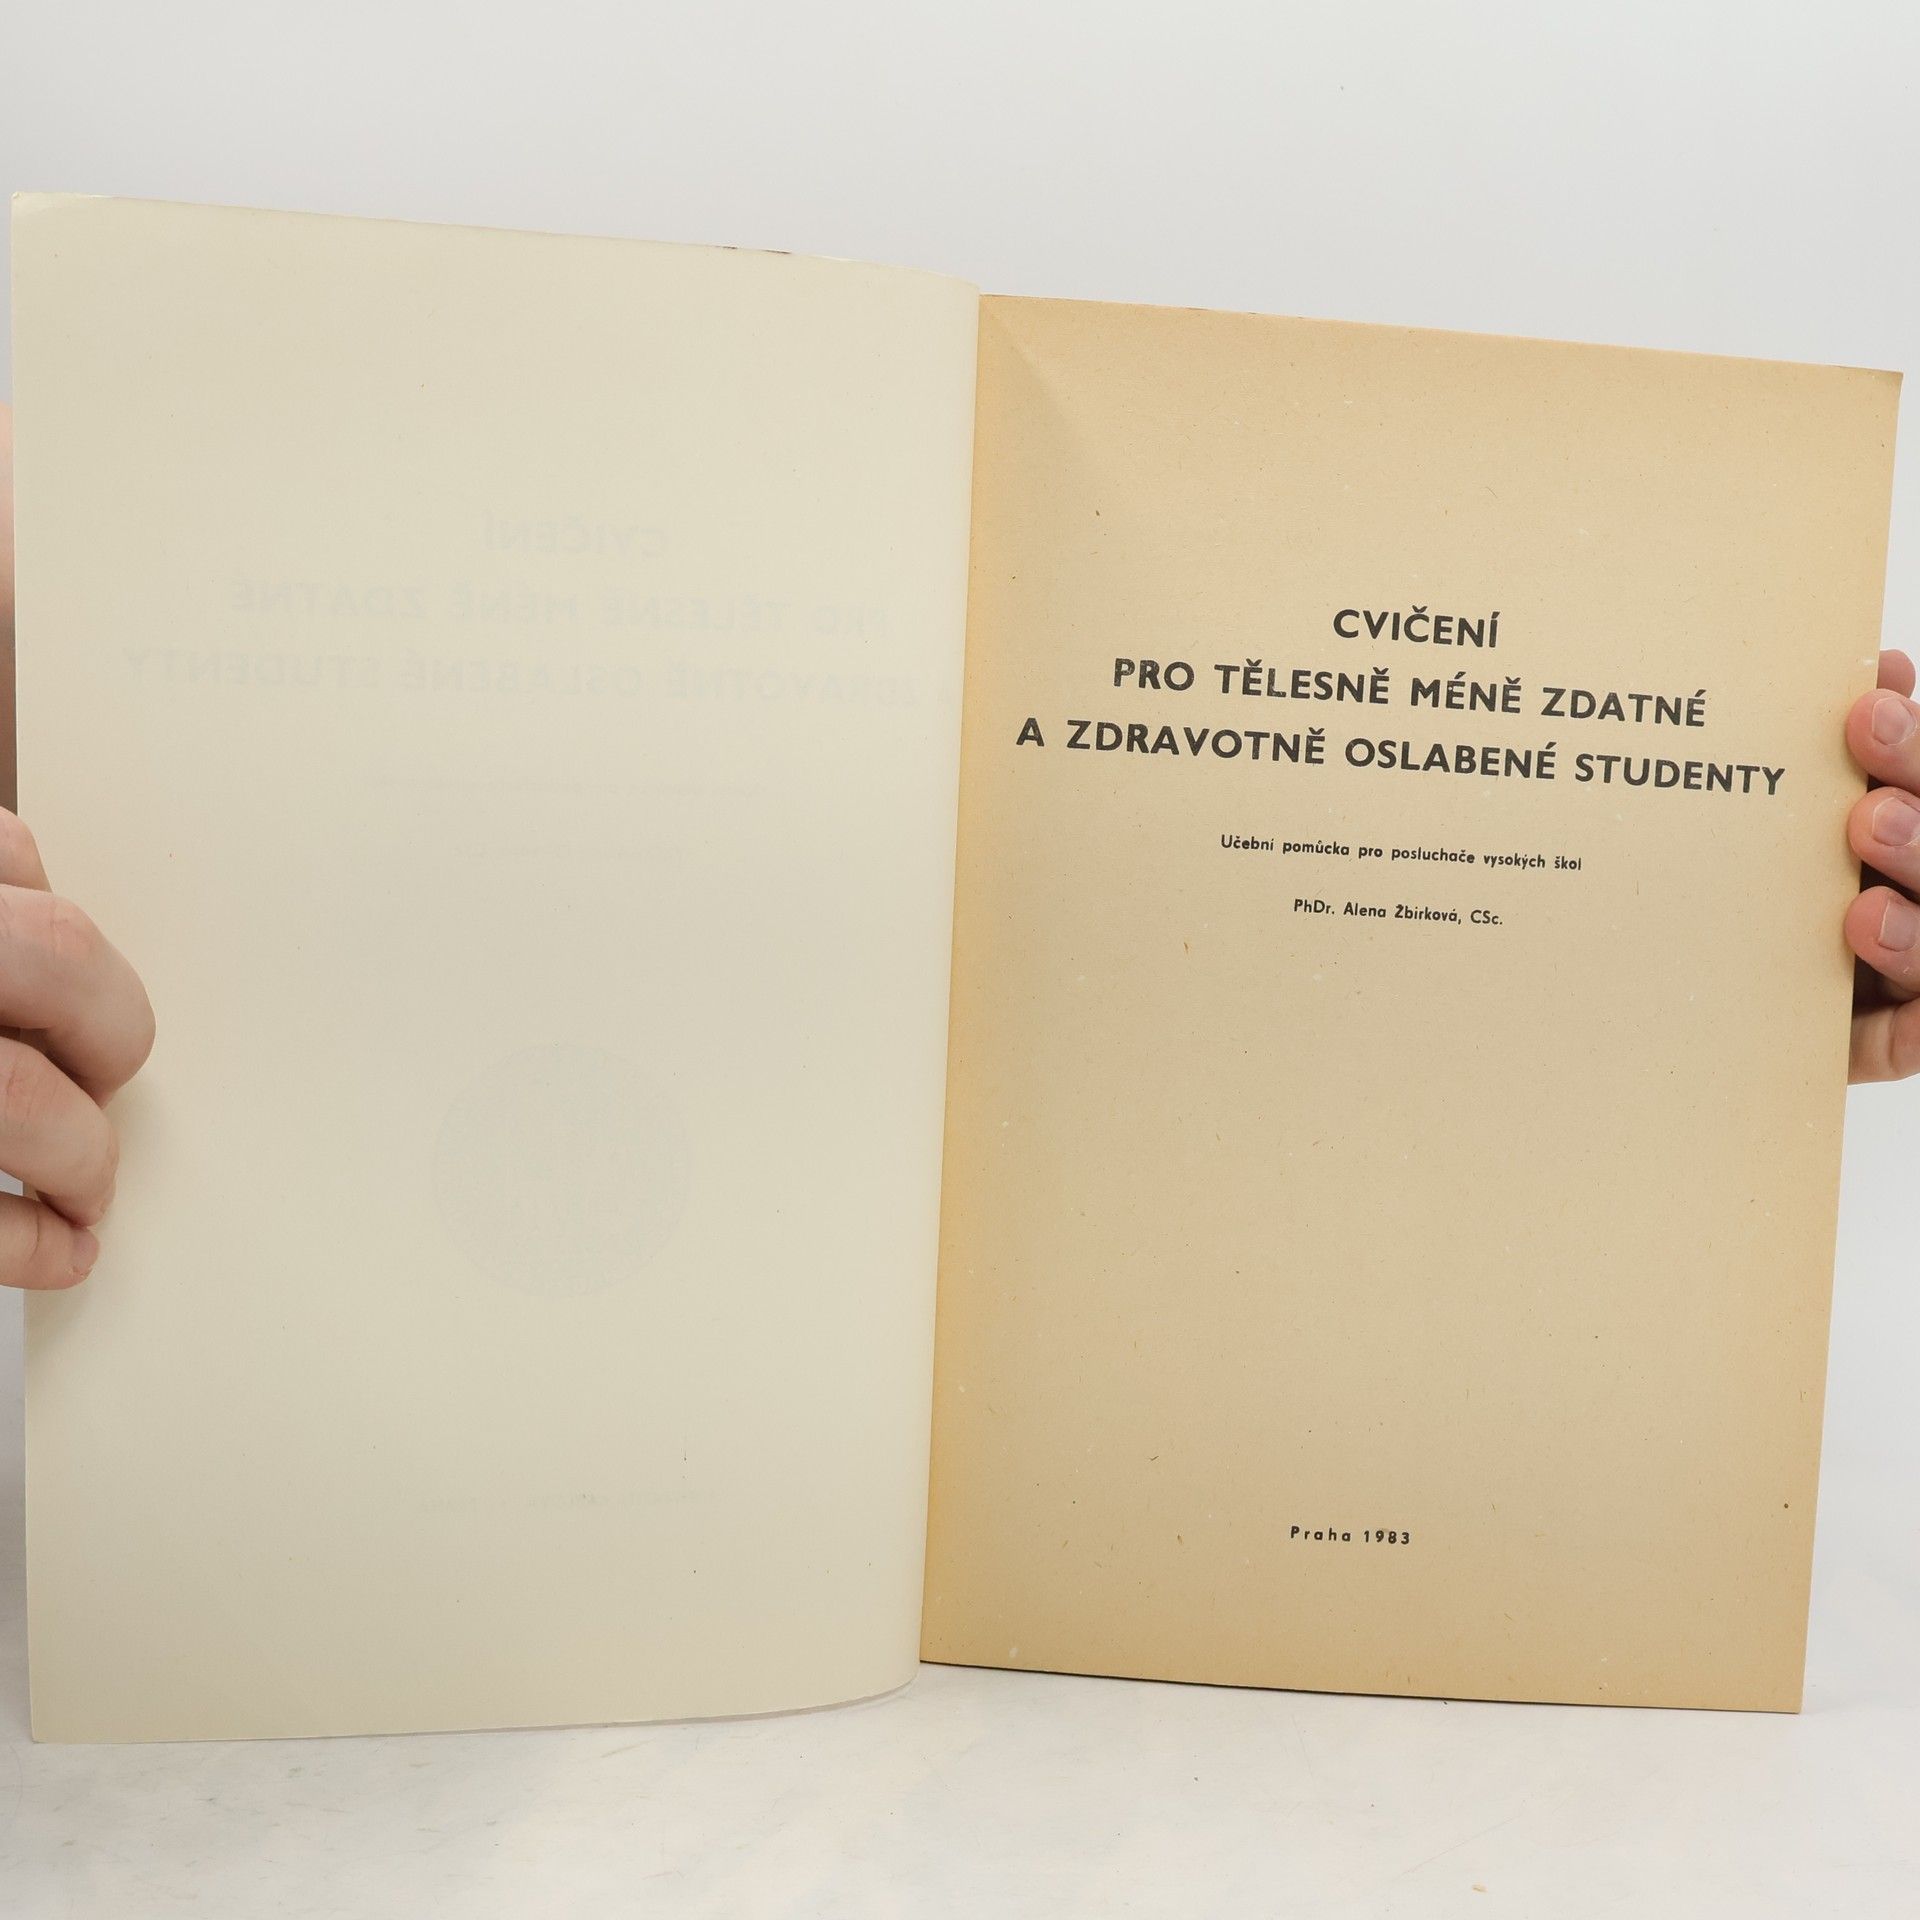 CVIČENÍ
PRO TĚLESNĚ MÉNĚ ZDATNÉ
A ZDRAVOTNĚ OSLABENÉ STUDENTY
Učební pomůcka pro posluchače vysokých škol
PhDr. Alena Žbirková, CSc.
Praha 1983